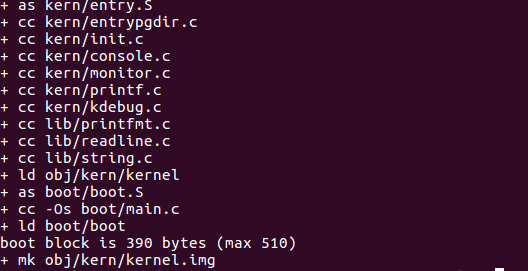 + as kern/entry.S
+ cc kern/entrypgdir.c
+ cc kern/init.c
+ cc kern/console.c
+ cc kern/monitor.c
+ cc kern/printf.c
+ cc kern/kdebug.c
+ cc lib/printfmt.c
+ cc lib/readline.c
+ cc lib/string.c
+ ld obj/kern/kernel
+ as boot/boot.S
+ cc -Os boot/main.c
+ ld boot/boot
boot block is 390 bytes (max 510)
+ mk obj/kern/kernel.img